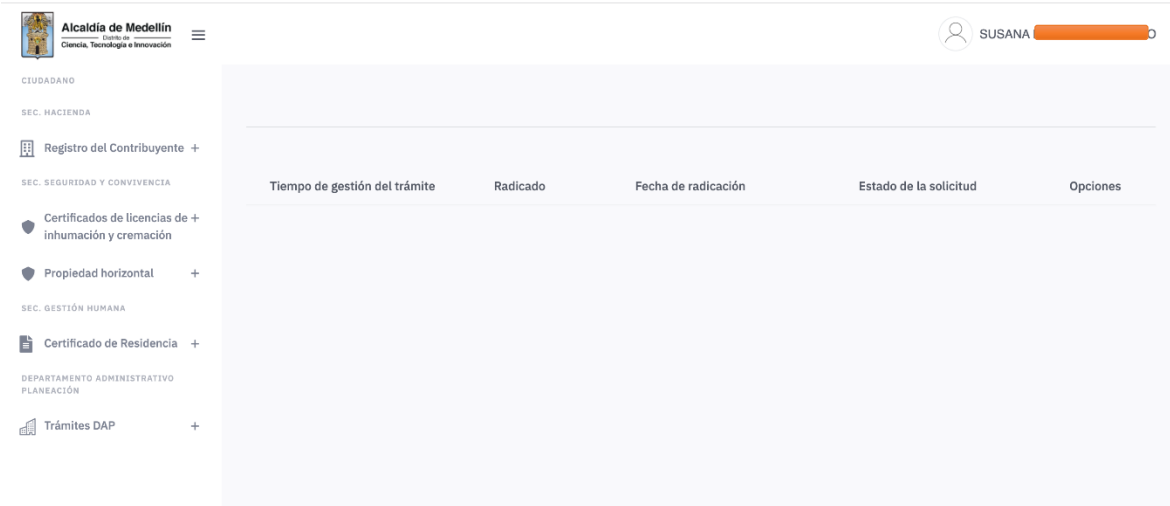 Alcaldía de Medellín
Distrito de
Ciencia, Tecnología e Innovación
SUSANA
O
CIUDADANO
SEC. HACIENDA
Registro del Contribuyente +
SEC. SEGURIDAD Y CONVIVENCIA
Tiempo de gestión del trámite Radicado Fecha de radicación Estado de la solicitud Opciones
Certificados de licencias de +
inhumación y cremación
Propiedad horizontal +
SEC. GESTIÓN HUMANA
Certificado de Residencia +
DEPARTAMENTO ADMINISTRATIVO
PLANEACIÓN
Trámites DAP +